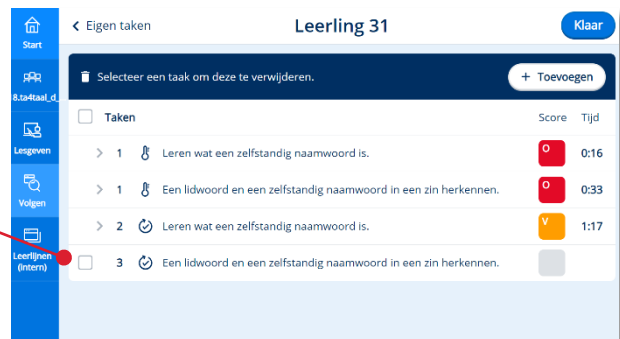 Start
8.ta4taal_d_
Lesgeven
Volgen
Leerlijnen
(intern)
Eigen taken
Leerling 31
Klaar
Selecteer een taak om deze te verwijderen.
+ Toevoegen
Taken Score Tijd
1 Leren wat een zelfstandig naamwoord is. O 0:16
1 Een lidwoord en een zelfstandig naamwoord in een zin herkennen. O 0:33
2 Leren wat een zelfstandig naamwoord is. V 1:17
3 Een lidwoord en een zelfstandig naamwoord in een zin herkennen.